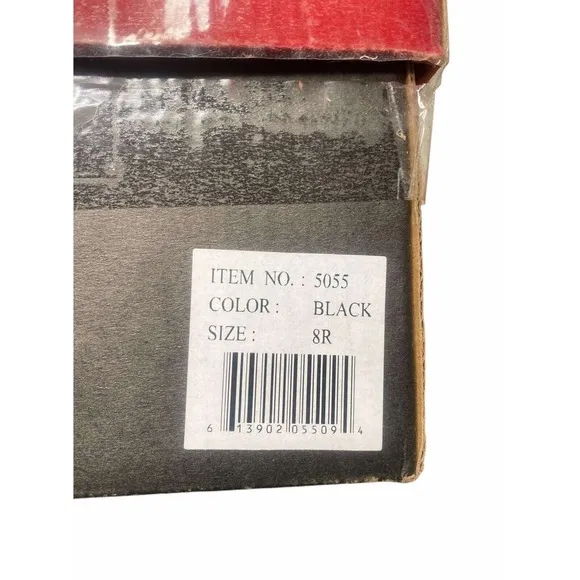 ITEM NO. : 5055
COLOR : BLACK
SIZE : 8R
6 13902 05509 4